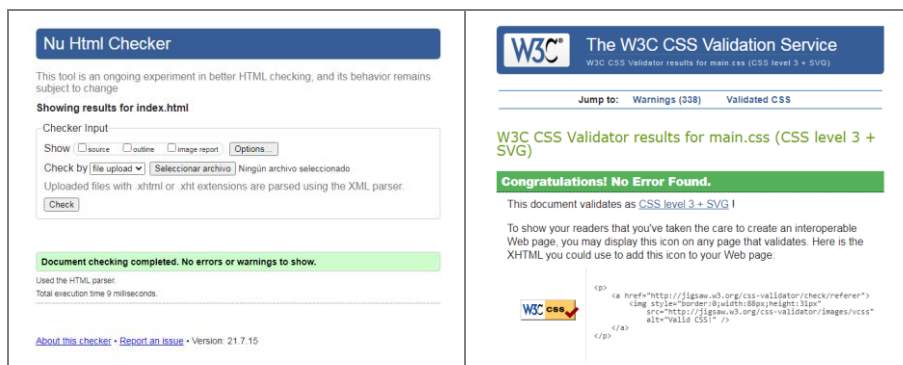 Nu Html Checker
This tool is an ongoing experiment in better HTML checking, and its behavior remains
subject to change
Showing results for index.html
Checker Input
Show source outline image report Options...
Check by file upload Seleccionar archivo Ningún archivo seleccionado
Uploaded files with .xhtml or .xht extensions are parsed using the XML parser.
Check
Document checking completed. No errors or warnings to show.
Used the HTML parser.
Total execution time 9 milliseconds.
About this checker • Report an issue • Version: 21.7.15
W3C®
The W3C CSS Validation Service
W3C CSS Validator results for main.css (CSS level 3 + SVG)
Jump to: Warnings (338) Validated CSS
W3C CSS Validator results for main.css (CSS level 3 +
SVG)
Congratulations! No Error Found.
This document validates as CSS level 3 + SVG !
To show your readers that you've taken the care to create an interoperable
Web page, you may display this icon on any page that validates. Here is the
XHTML you could use to add this icon to your Web page:
W3C css
<p>
<a href="http://jigsaw.w3.org/css-validator/check/referer">
<img style="border:0;width:88px;height:31px"
src="http://jigsaw.w3.org/css-validator/images/vcss"
alt="Valid CSS!" />
</a>
</p>